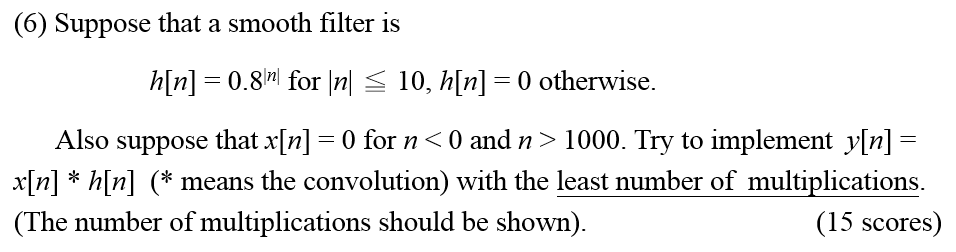 (6) Suppose that a smooth filter is
h[n] = 0.8|n| for |n| ≦ 10, h[n] = 0 otherwise.
Also suppose that x[n] = 0 for n < 0 and n > 1000. Try to implement y[n] =
x[n] * h[n] (* means the convolution) with the least number of multiplications.
(The number of multiplications should be shown). (15 scores)